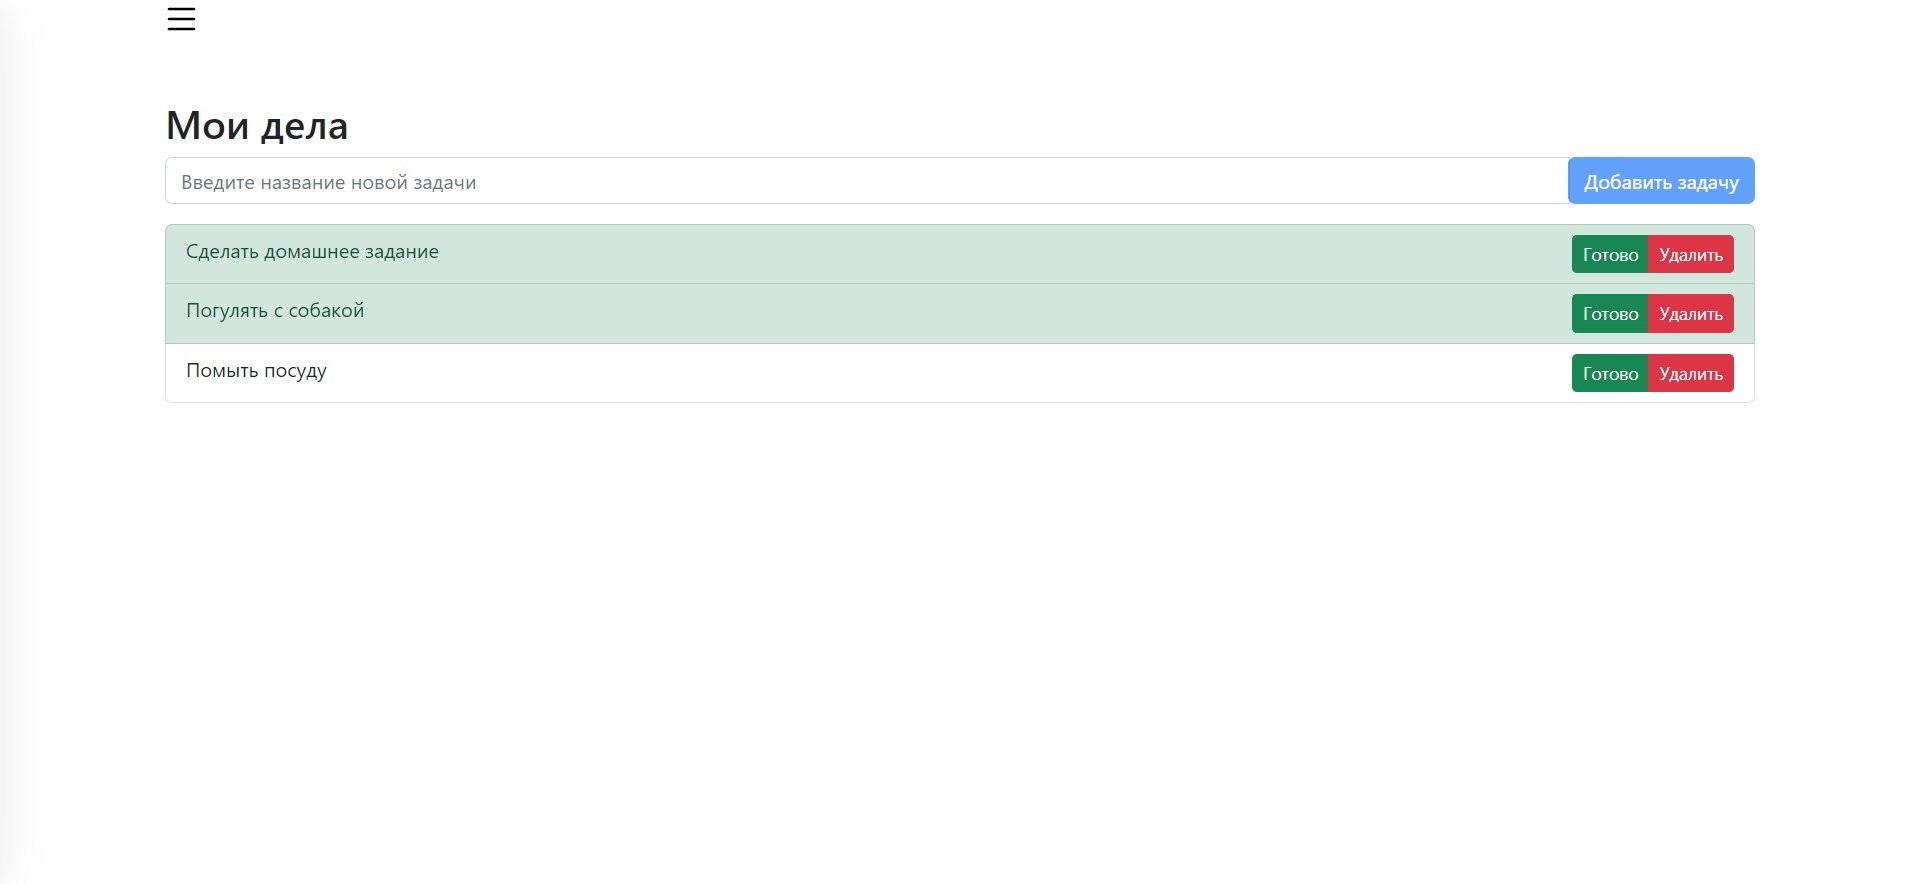 Мои дела
Введите название новой задачи Добавить задачу
Сделать домашнее задание Готово Удалить
Погулять с собакой Готово Удалить
Помыть посуду Готово Удалить